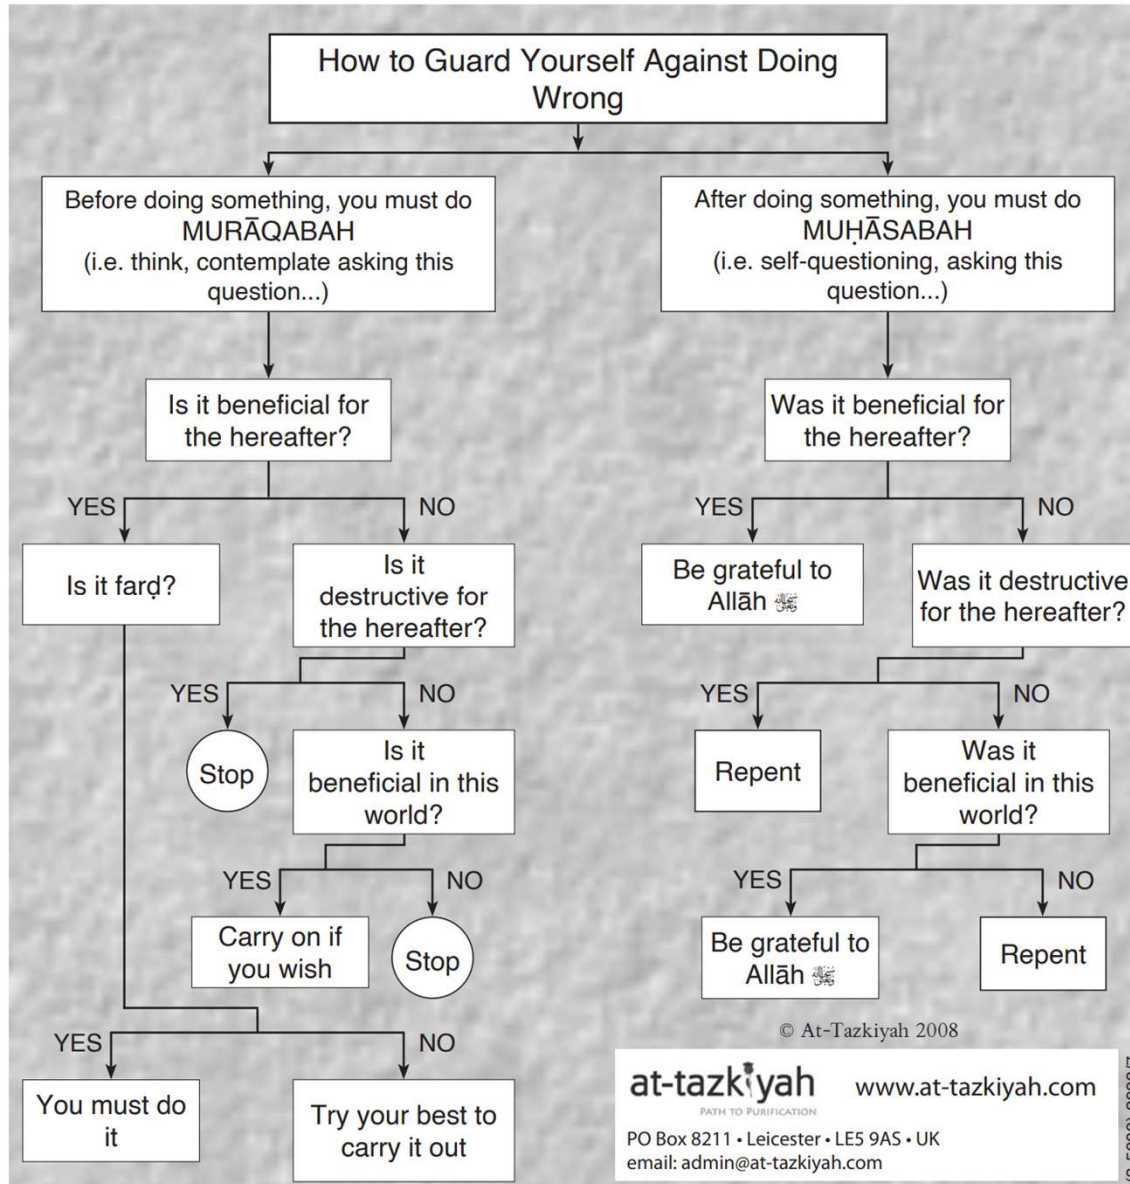 How to Guard Yourself Against Doing
Wrong
Before doing something, you must do
MURĀQABAH
(i.e. think, contemplate asking this
question...)
After doing something, you must do
MUḤĀSABAH
(i.e. self-questioning, asking this
question...)
Is it beneficial for
the hereafter?
Was it beneficial for
the hereafter?
YES
NO
YES
NO
Is it farḍ?
Is it
destructive for
the hereafter?
Be grateful to
Allāh
Was it destructive
for the hereafter?
YES
NO
YES
NO
Stop
Is it
beneficial in this
world?
Repent
Was it
beneficial in this
world?
YES
NO
YES
NO
Carry on if
you wish
Stop
Be grateful to
Allāh
Repent
YES
NO
You must do
it
Try your best to
carry it out
© At-Tazkiyah 2008
at-tazkiyah
PATH TO PURIFICATION
www.at-tazkiyah.com
PO Box 8211 • Leicester • LE5 9AS • UK
email: admin@at-tazkiyah.com